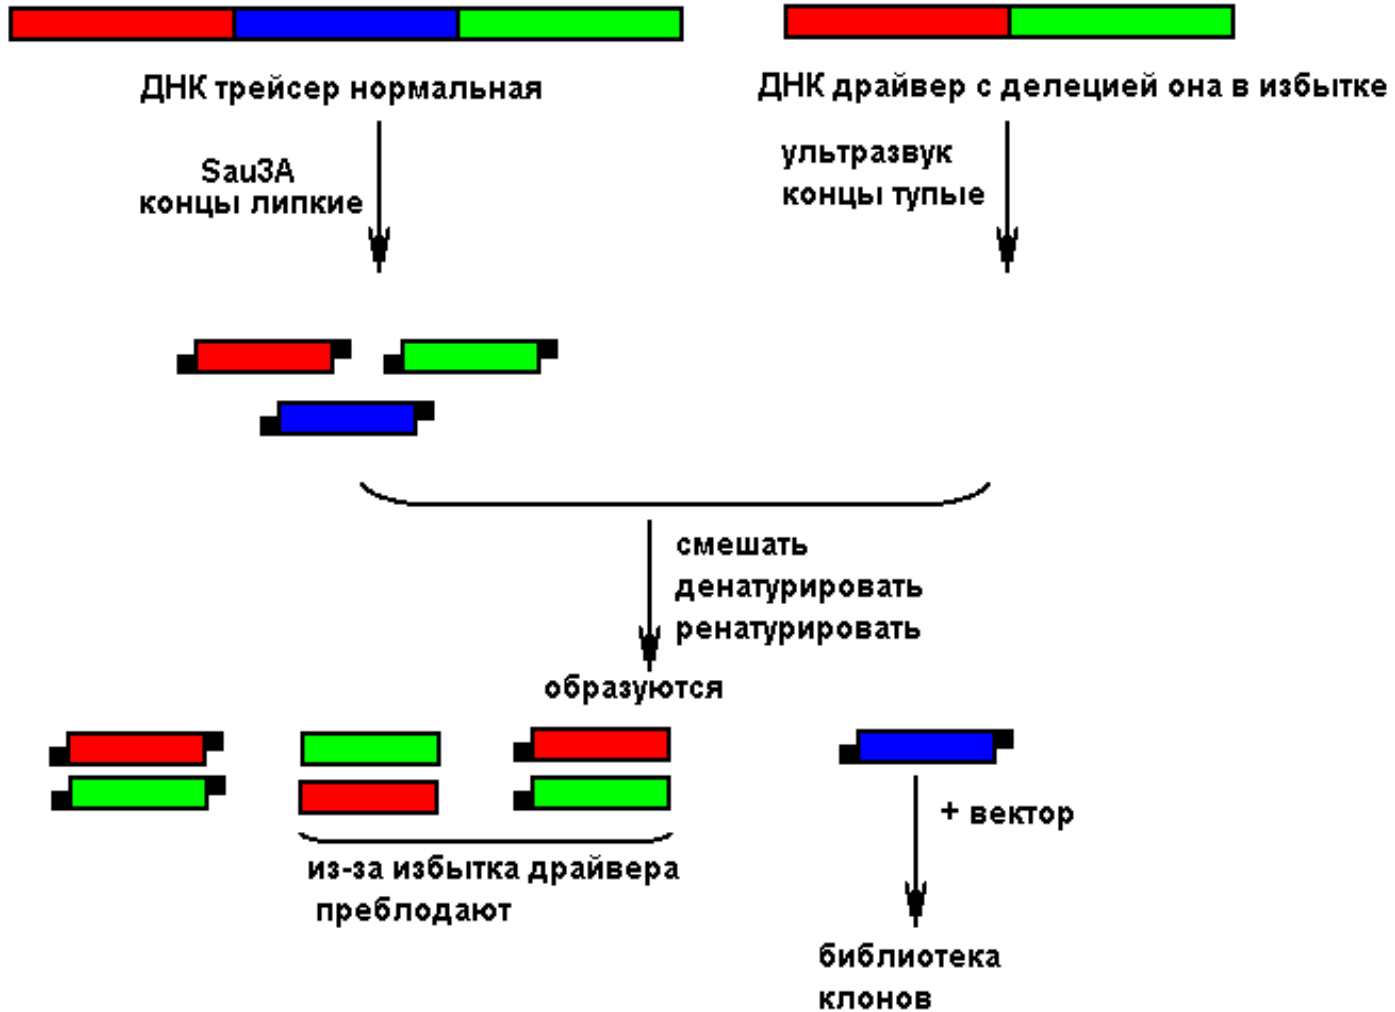 ДНК трейсер нормальная
ДНК драйвер с делецией она в избытке
Sau3A
концы липкие
ультразвук
концы тупые
смешать
денатурировать
ренатурировать
образуются
+ вектор
из-за избытка драйвера
преблодают
библиотека
клонов